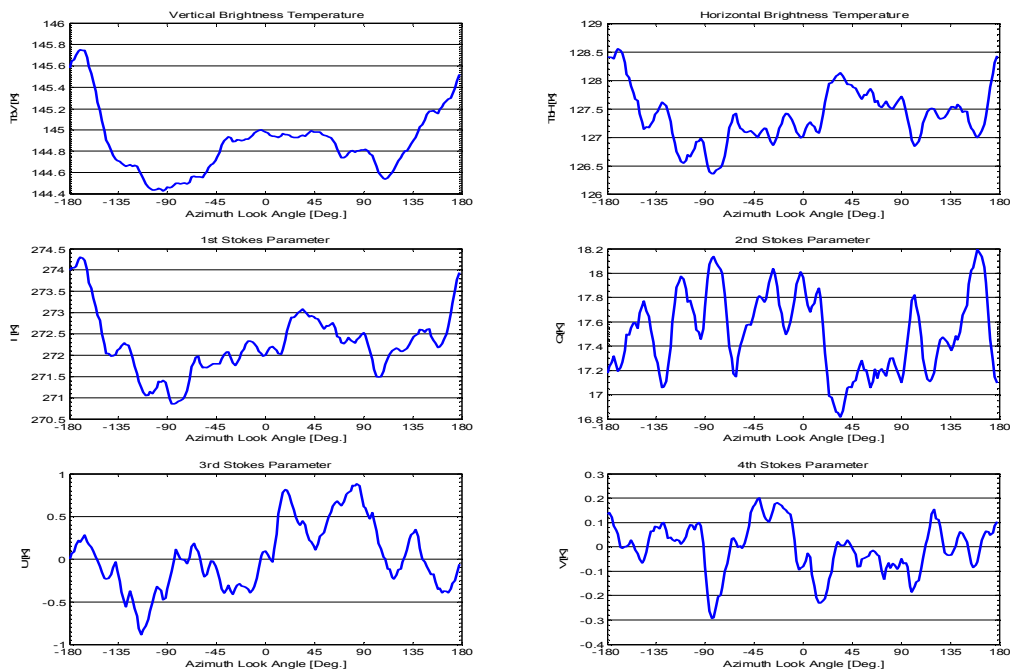 Vertical Brightness Temperature
146
145.8
145.6
145.4
145.2
145
144.8
144.6
144.4
TbV[K]
-180 -135 -90 -45 0 45 90 135 180
Azimuth Look Angle [Deg.]
Horizontal Brightness Temperature
129
128.5
128
127.5
127
126.5
126
TbH[K]
-180 -135 -90 -45 0 45 90 135 180
Azimuth Look Angle [Deg.]
1st Stokes Parameter
274.5
274
273.5
273
272.5
272
271.5
271
270.5
I [K]
-180 -135 -90 -45 0 45 90 135 180
Azimuth Look Angle [Deg.]
2nd Stokes Parameter
18.2
18
17.8
17.6
17.4
17.2
17
16.8
Q[K]
-180 -135 -90 -45 0 45 90 135 180
Azimuth Look Angle [Deg.]
3rd Stokes Parameter
1
0.5
0
-0.5
-1
U[K]
-180 -135 -90 -45 0 45 90 135 180
Azimuth Look Angle [Deg.]
4th Stokes Parameter
0.3
0.2
0.1
0
-0.1
-0.2
-0.3
-0.4
V[K]
-180 -135 -90 -45 0 45 90 135 180
Azimuth Look Angle [Deg.]